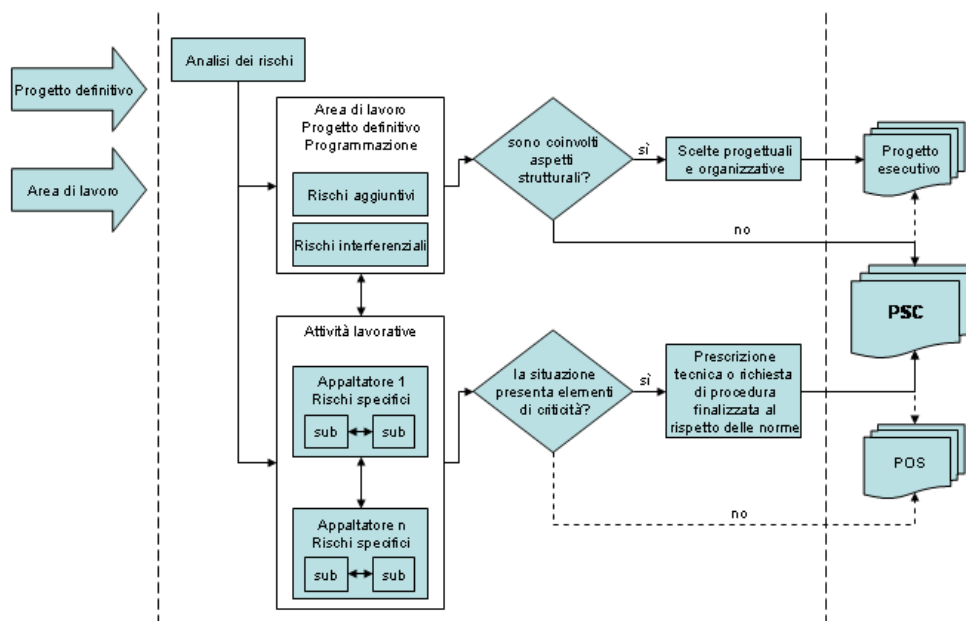 Progetto definitivo
Area di lavoro
Analisi dei rischi
Area di lavoro
Progetto definitivo
Programmazione
Rischi aggiuntivi
Rischi interferenziali
sono coinvolti
aspetti
strutturali?
sì
Scelte progettuali
e organizzative
Progetto
esecutivo
no
PSC
Attività lavorative
Appaltatore 1
Rischi specifici
sub
sub
Appaltatore n
Rischi specifici
sub
sub
la situazione
presenta elementi
di criticità?
sì
Prescrizione
tecnica o richiesta
di procedura
finalizzata al
rispetto delle norme
POS
no